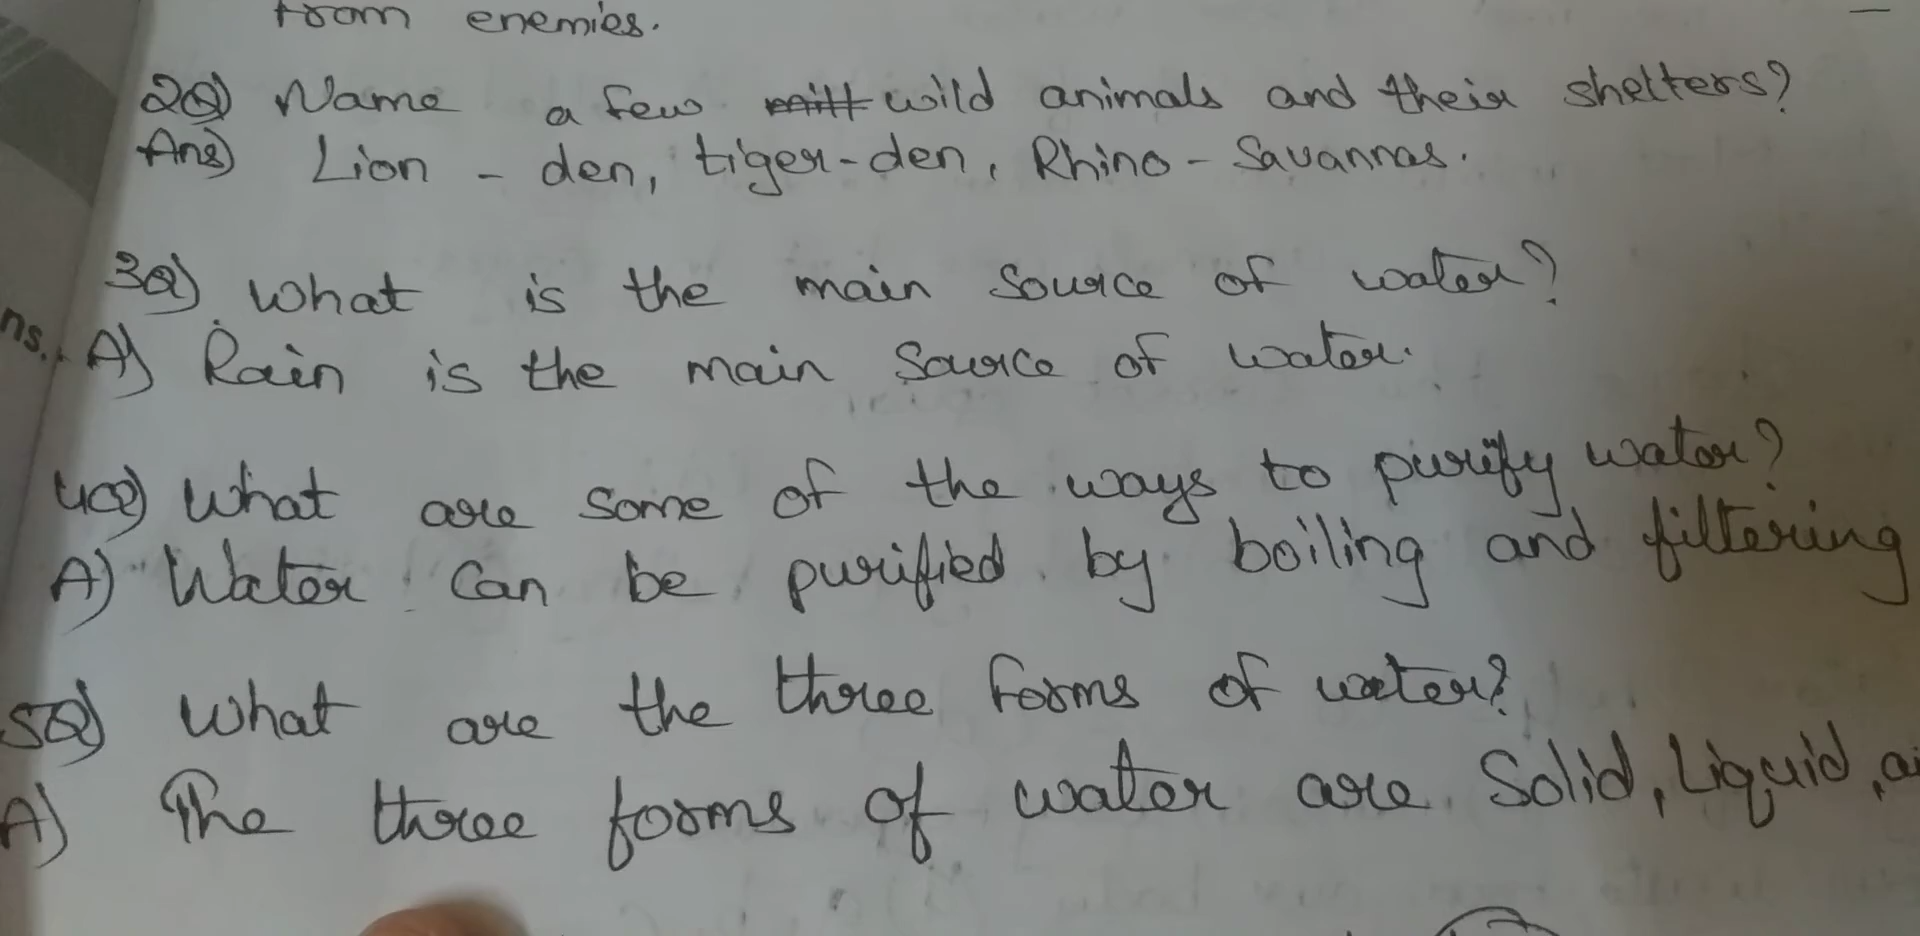 from enemies.
2Q) Name a few wild animals and their shelters?
Ans) Lion - den, tiger-den, Rhino - Savannas.
3Q) What is the main source of water?
ns.
A) Rain is the main source of water.
4Q) What are some of the ways to purify water?
A) Water can be purified by boiling and filtering
5Q) What are the three forms of water?
A) The three forms of water are Solid, Liquid, a